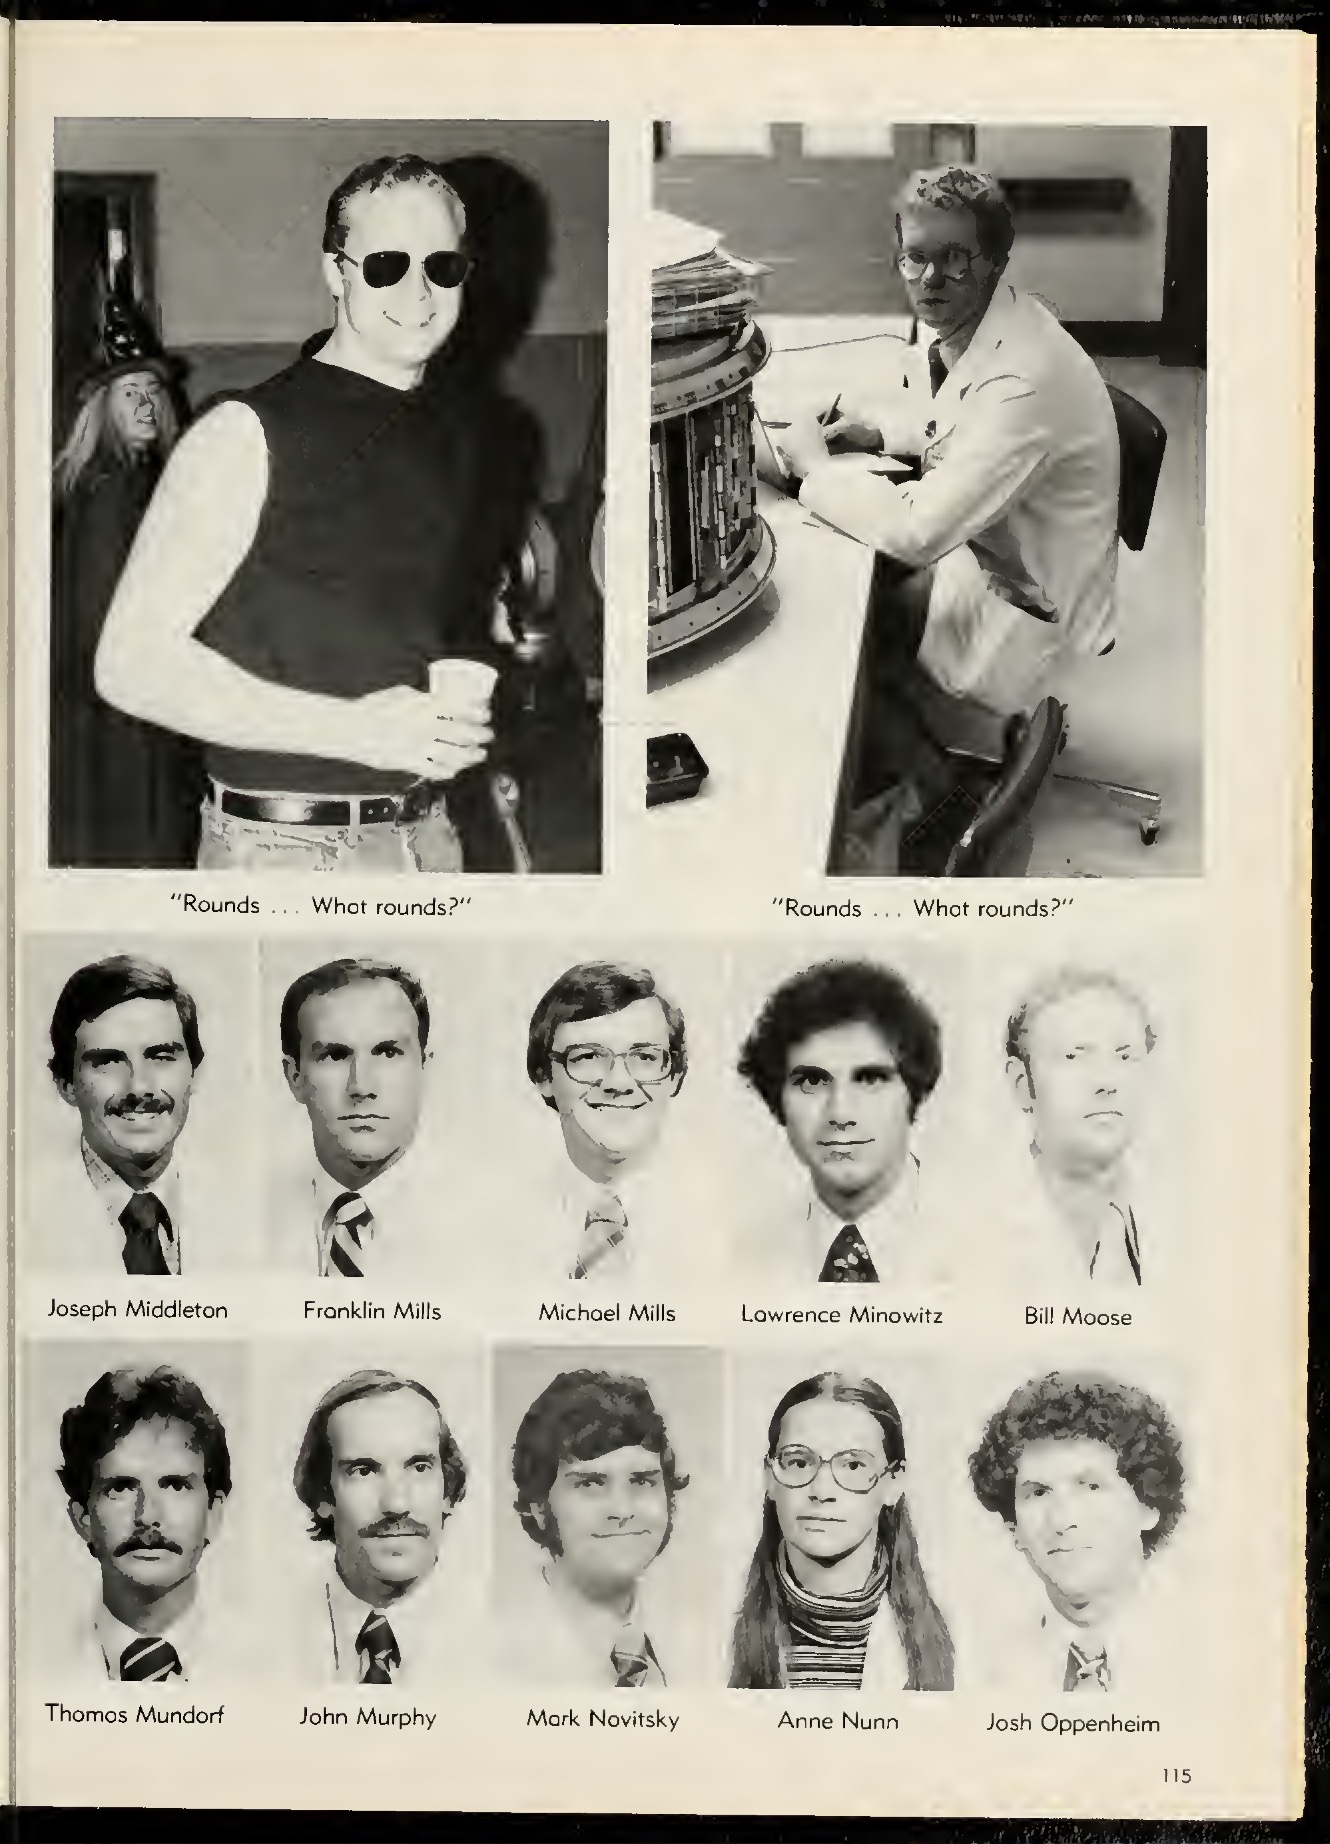 "Rounds ... What rounds?"
"Rounds ... What rounds?"
Joseph Middleton
Franklin Mills
Michael Mills
Lawrence Minowitz
Bill Moose
Thomas Mundorf
John Murphy
Mark Novitsky
Anne Nunn
Josh Oppenheim
115